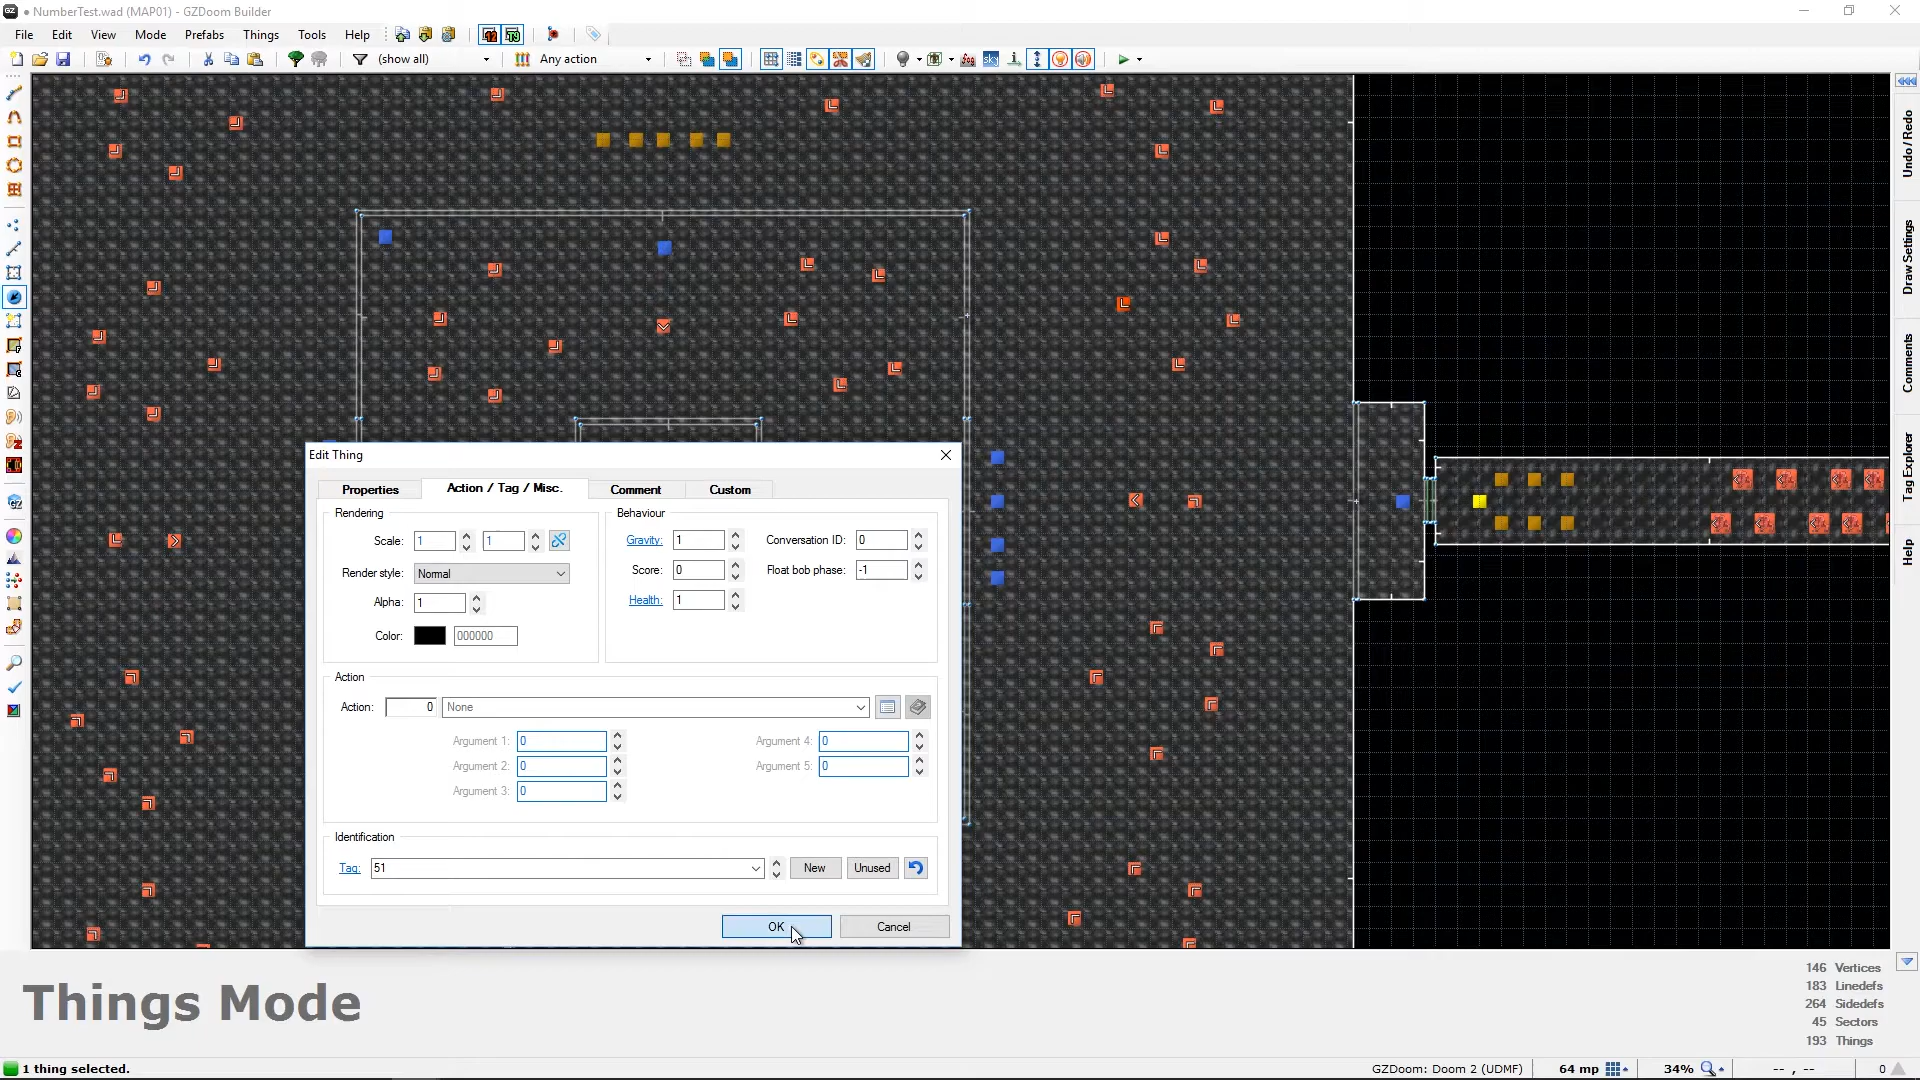 GZ • NumberTest.wad (MAP01) - GZDoom Builder
File Edit View Mode Prefabs Things Tools Help
(show all) Any action sky
Undo / Redo
Draw Settings
Comments
Tag Explorer
Help
Edit Thing
Properties Action / Tag / Misc. Comment Custom
Rendering
Scale: 1 1
Render style: Normal
Alpha: 1
Color: 000000
Behaviour
Gravity: 1 Conversation ID: 0
Score: 0 Float bob phase: -1
Health: 1
Action
Action: 0 None
Argument 1: 0 Argument 4: 0
Argument 2: 0 Argument 5: 0
Argument 3: 0
Identification
Tag: 51 New Unused
OK Cancel
Things Mode
146 Vertices
183 Linedefs
264 Sidedefs
45 Sectors
193 Things
1 thing selected. GZDoom: Doom 2 (UDMF) 64 mp 34% -- , -- 0